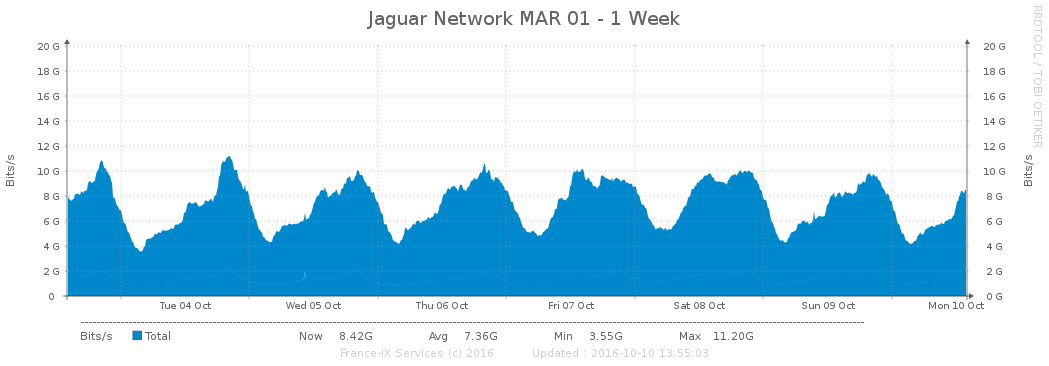 Jaguar Network MAR 01 - 1 Week
RRDTOOL / TOBI OETIKER
Bits/s
20 G 20 G
18 G 18 G
16 G 16 G
14 G 14 G
12 G 12 G
10 G 10 G
8 G 8 G
6 G 6 G
4 G 4 G
2 G 2 G
0 0 G
Bits/s
Tue 04 Oct Wed 05 Oct Thu 06 Oct Fri 07 Oct Sat 08 Oct Sun 09 Oct Mon 10 Oct
Bits/s Total Now 8.42G Avg 7.36G Min 3.55G Max 11.20G
France-IX Services (c) 2016 Updated : 2016-10-10 13:55:03